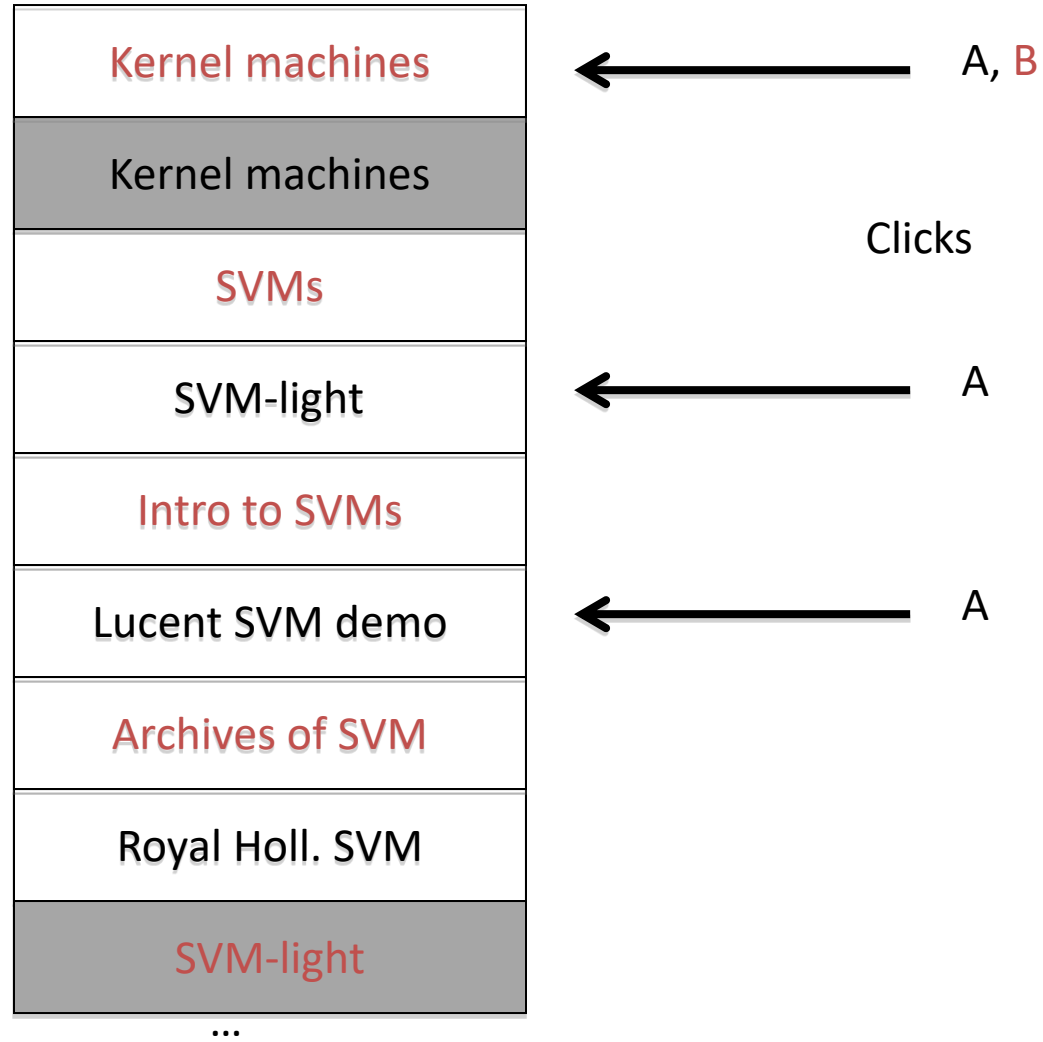 Kernel machines
A, B
Kernel machines
Clicks
SVMs
SVM-light
A
Intro to SVMs
Lucent SVM demo
A
Archives of SVM
Royal Holl. SVM
SVM-light
...